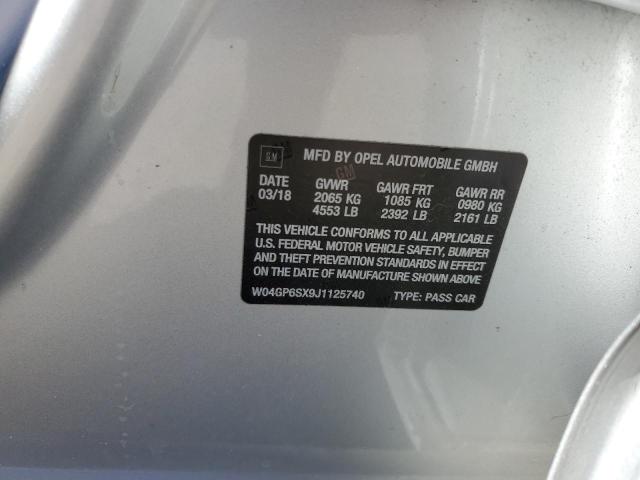 GM MFD BY OPEL AUTOMOBILE GMBH
DATE GVWR GAWR FRT GAWR RR
03/18 2065 KG 1085 KG 0980 KG
4553 LB 2392 LB 2161 LB
THIS VEHICLE CONFORMS TO ALL APPLICABLE
U.S. FEDERAL MOTOR VEHICLE SAFETY, BUMPER
AND THEFT PREVENTION STANDARDS IN EFFECT
ON THE DATE OF MANUFACTURE SHOWN ABOVE
W04GP6SX9J1125740 TYPE: PASS CAR